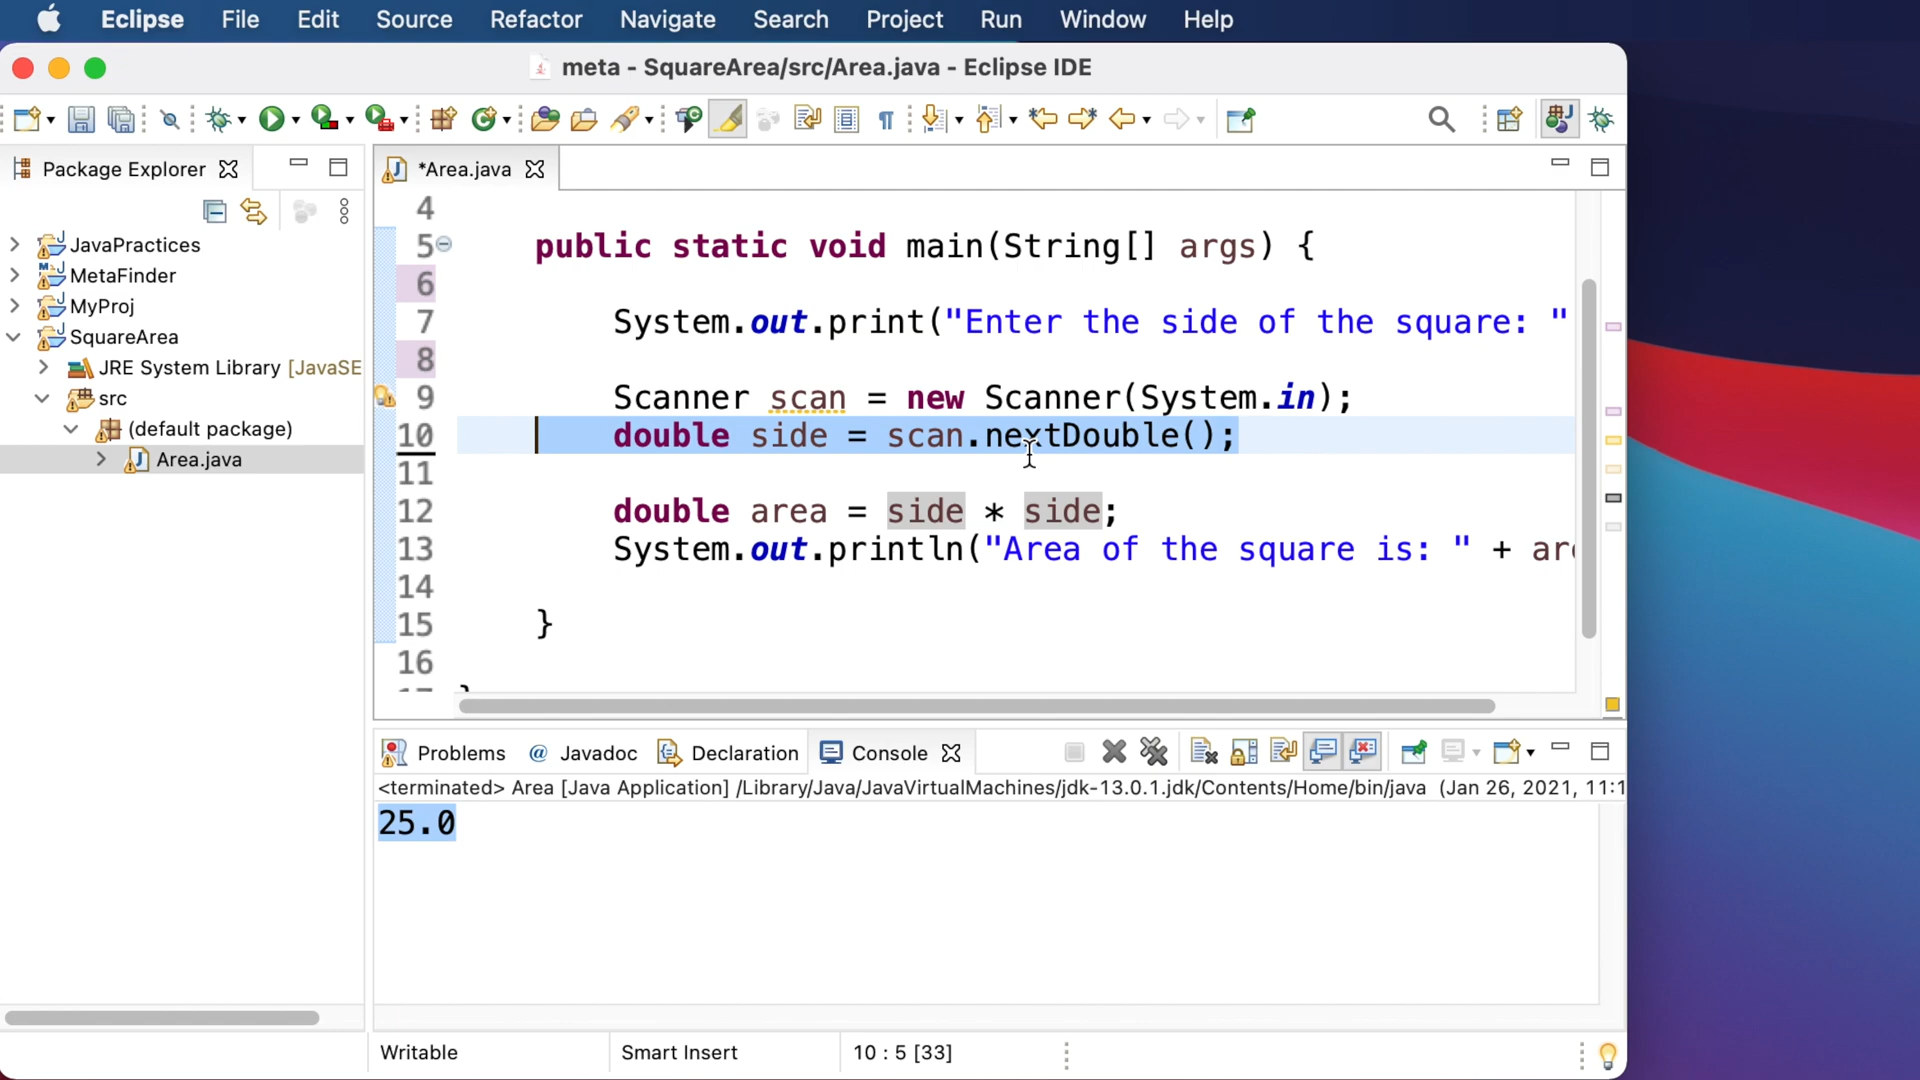 Eclipse File Edit Source Refactor Navigate Search Project Run Window Help
meta - SquareArea/src/Area.java - Eclipse IDE
Package Explorer
JavaPractices
MetaFinder
MyProj
SquareArea
JRE System Library [JavaSE
src
(default package)
Area.java
*Area.java
4
5 public static void main(String[] args) {
6
7 System.out.print("Enter the side of the square: "
8
9 Scanner scan = new Scanner(System.in);
10 double side = scan.nextDouble();
11
12 double area = side * side;
13 System.out.println("Area of the square is: " + are
14
15 }
16
Problems Javadoc Declaration Console
<terminated> Area [Java Application] /Library/Java/JavaVirtualMachines/jdk-13.0.1.jdk/Contents/Home/bin/java (Jan 26, 2021, 11:1
25.0
Writable Smart Insert 10 : 5 [33]